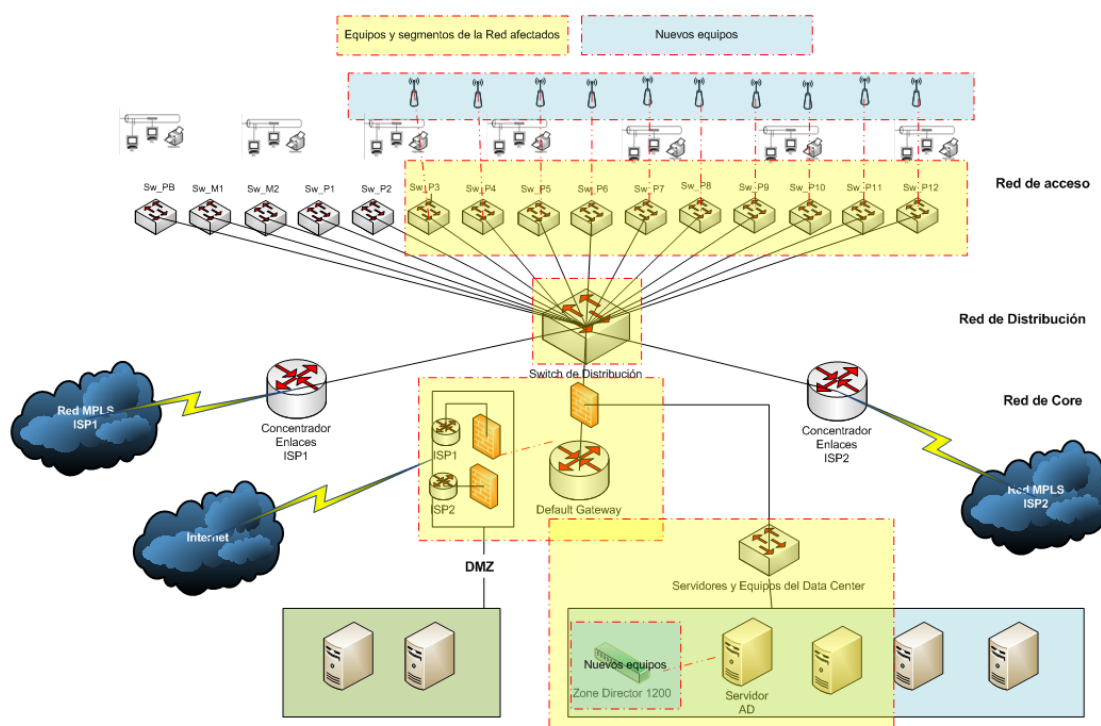 Equipos y segmentos de la Red afectados
Nuevos equipos
Sw_PB
Sw_M1
Sw_M2
Sw_P1
Sw_P2
Sw_P3
Sw_P4
Sw_P5
Sw_P6
Sw_P7
Sw_P8
Sw_P9
Sw_P10
Sw_P11
Sw_P12
Red de acceso
Red de Distribución
Switch de Distribución
Red de Core
Red MPLS
ISP1
Concentrador
Enlaces
ISP1
ISP1
ISP2
Default Gateway
Concentrador
Enlaces
ISP2
Red MPLS
ISP2
Internet
DMZ
Servidores y Equipos del Data Center
Nuevos equipos
Zone Director 1200
Servidor
AD